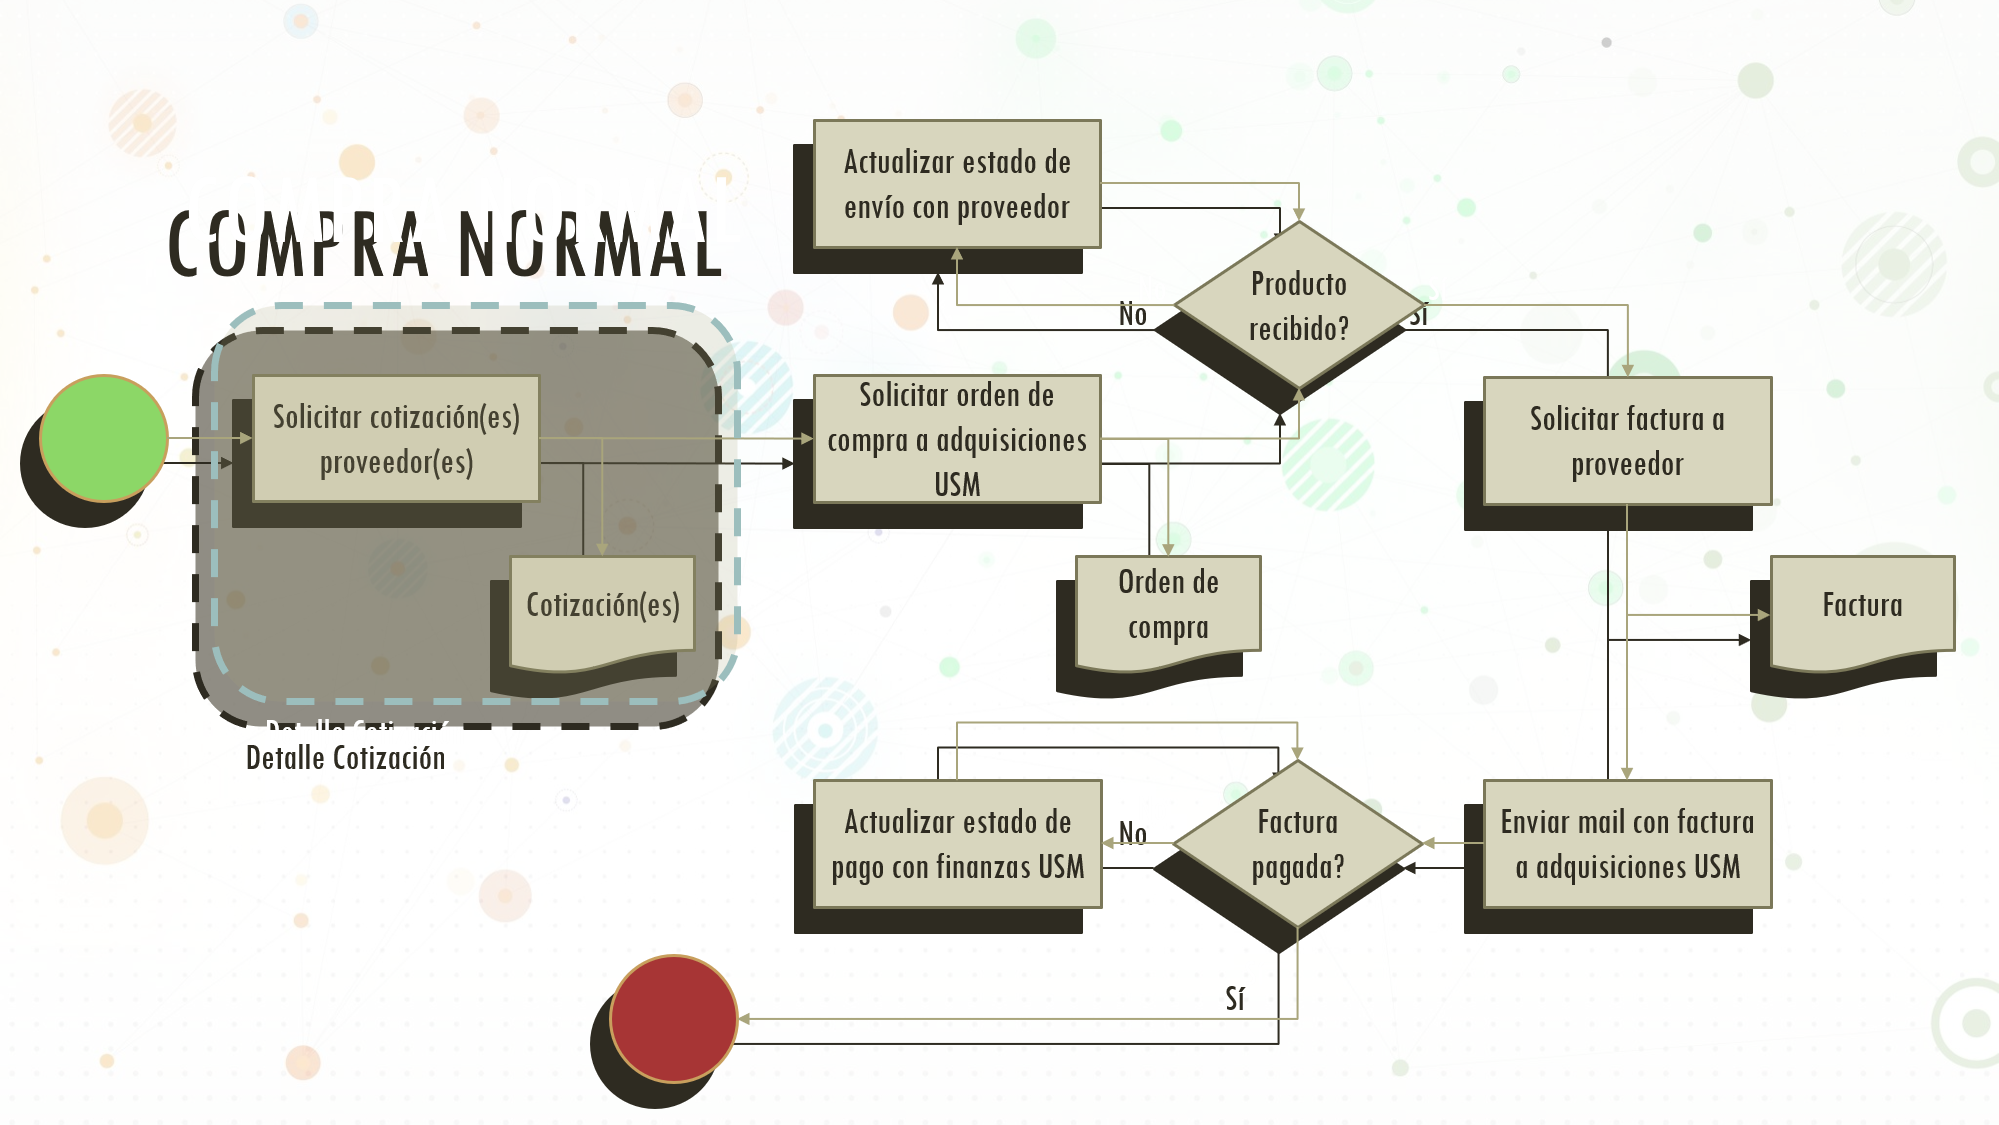 COMPRA NORMAL
Actualizar estado de
envío con proveedor
Producto
recibido?
No
Sí
Solicitar cotización(es)
proveedor(es)
Solicitar orden de
compra a adquisiciones
USM
Solicitar factura a
proveedor
Cotización(es)
Orden de
compra
Factura
Detalle Cotización
Actualizar estado de
pago con finanzas USM
No
Factura
pagada?
Enviar mail con factura
a adquisiciones USM
Sí